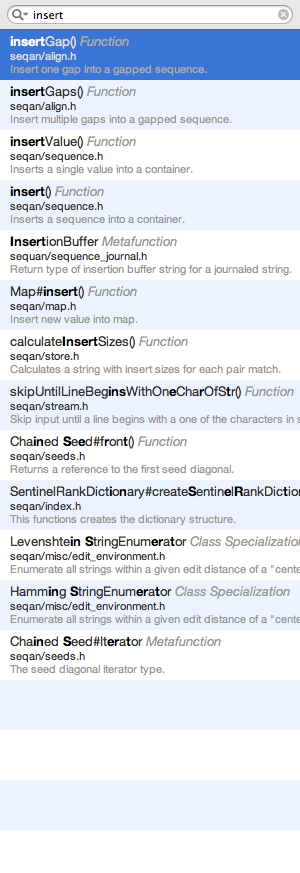 insert
insertGap() Function
seqan/align.h
Insert one gap into a gapped sequence.
insertGaps() Function
seqan/align.h
Insert multiple gaps into a gapped sequence.
insertValue() Function
seqan/sequence.h
Inserts a single value into a container.
insert() Function
seqan/sequence.h
Inserts a sequence into a container.
InsertionBuffer Metafunction
sequan/sequence_journal.h
Return type of insertion buffer string for a journaled string.
Map#insert() Function
seqan/map.h
Insert new value into map.
calculateInsertSizes() Function
seqan/store.h
Calculates a string with insert sizes for each pair match.
skipUntilLineBeginsWithOneCharOfStr() Function
seqan/stream.h
Skip input until a line begins with a one of the characters in s
Chained Seed#front() Function
seqan/seeds.h
Returns a reference to the first seed diagonal.
SentinelRankDictionary#createSentinelRankDictio
seqan/index.h
This functions creates the dictionary structure.
Levenshtein StringEnumerator Class Specialization
seqan/misc/edit_environment.h
Enumerate all strings within a given edit distance of a "cente
Hamming StringEnumerator Class Specialization
seqan/misc/edit_environment.h
Enumerate all strings within a given edit distance of a "cente
Chained Seed#Iterator Metafunction
seqan/seeds.h
The seed diagonal iterator type.